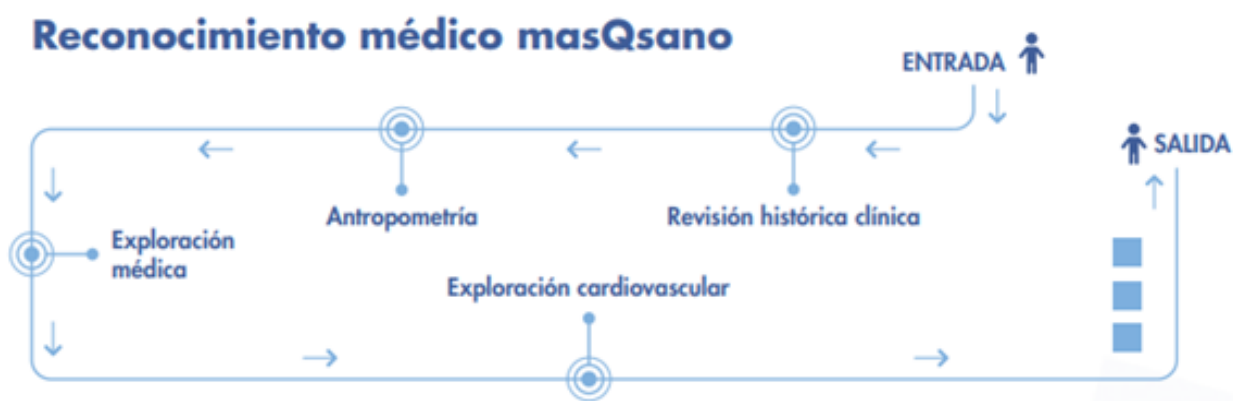 Reconocimiento médico masQsano
ENTRADA
SALIDA
Antropometría
Revisión histórica clínica
Exploración
médica
Exploración cardiovascular